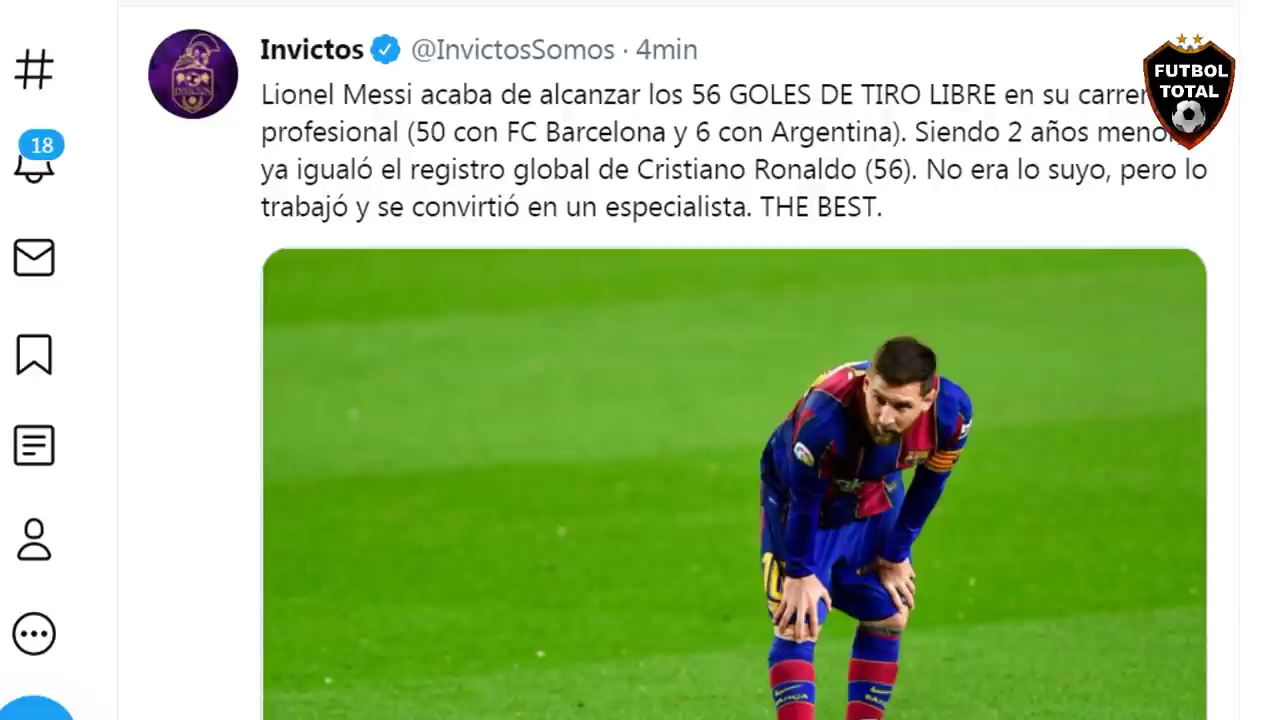 Invictos @InvictosSomos · 4min
Lionel Messi acaba de alcanzar los 56 GOLES DE TIRO LIBRE en su
profesional (50 con FC Barcelona y 6 con Argentina). Siendo 2 años
ya igualó el registro global de Cristiano Ronaldo (56). No era lo suyo, pero lo
trabajó y se convirtió en un especialista. THE BEST.
18
FUTBOL
TOTAL